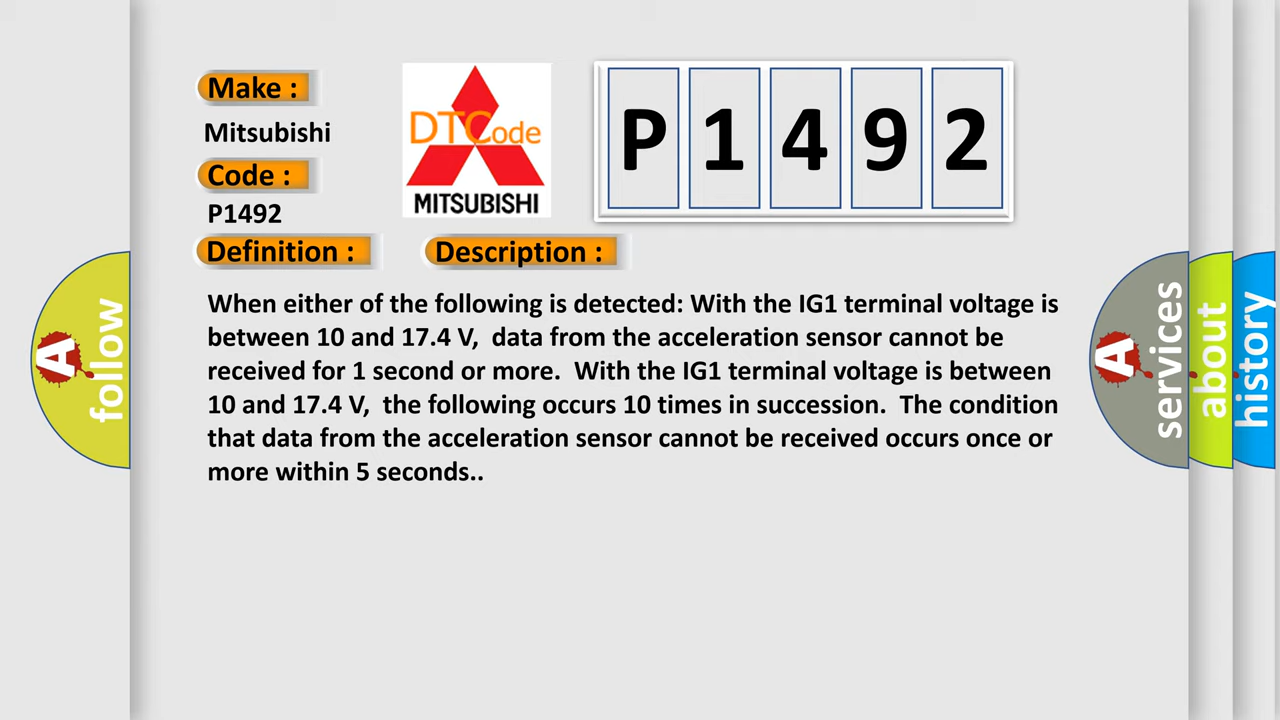 Make :
Mitsubishi
Code :
P1492
Definition :
Description :
DTCode
MITSUBISHI
P 1 4 9 2
When either of the following is detected: With the IG1 terminal voltage is
between 10 and 17.4 V,  data from the acceleration sensor cannot be
received for 1 second or more.  With the IG1 terminal voltage is between
10 and 17.4 V,  the following occurs 10 times in succession.  The condition
that data from the acceleration sensor cannot be received occurs once or
more within 5 seconds..
A
follow
A
services
about
history